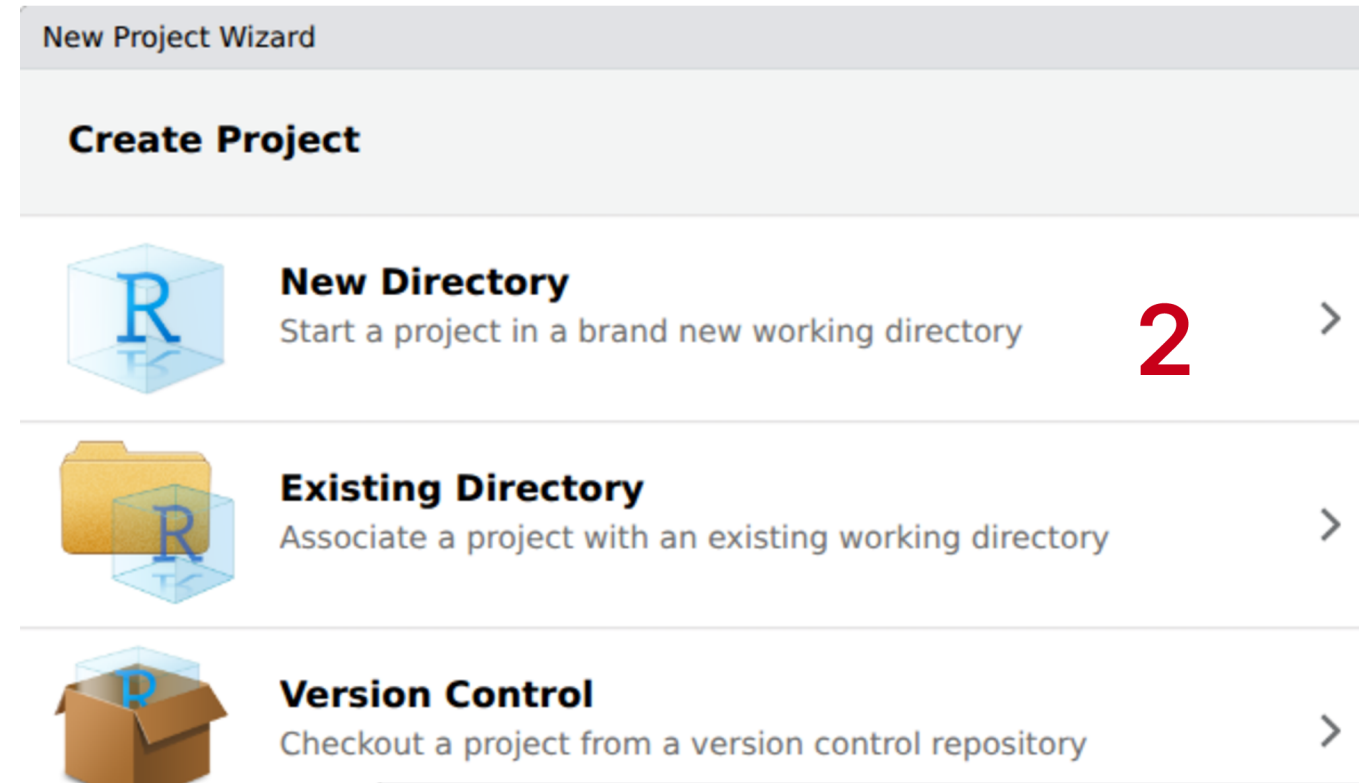 New Project Wizard
Create Project
R
New Directory
Start a project in a brand new working directory
2
R
Existing Directory
Associate a project with an existing working directory
R
Version Control
Checkout a project from a version control repository